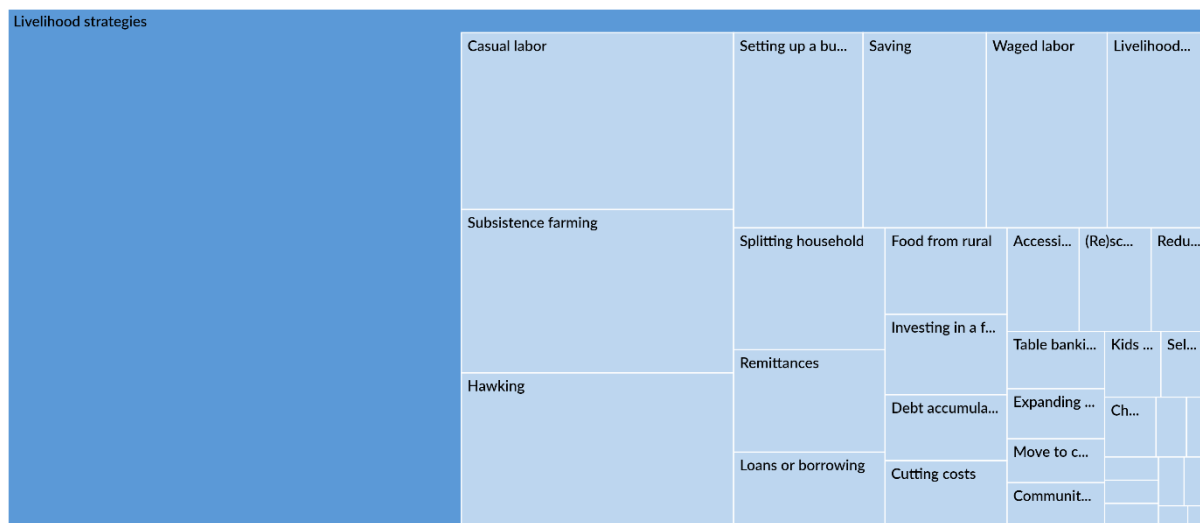 Livelihood strategies
Casual labor
Setting up a bu...
Saving
Waged labor
Livelihood...
Subsistence farming
Splitting household
Food from rural
Accessi...
(Re)sc...
Redu...
Investing in a f...
Table banki...
Kids ...
Sel...
Remittances
Hawking
Expanding ...
Debt accumula...
Ch...
Move to c...
Loans or borrowing
Cutting costs
Communit...